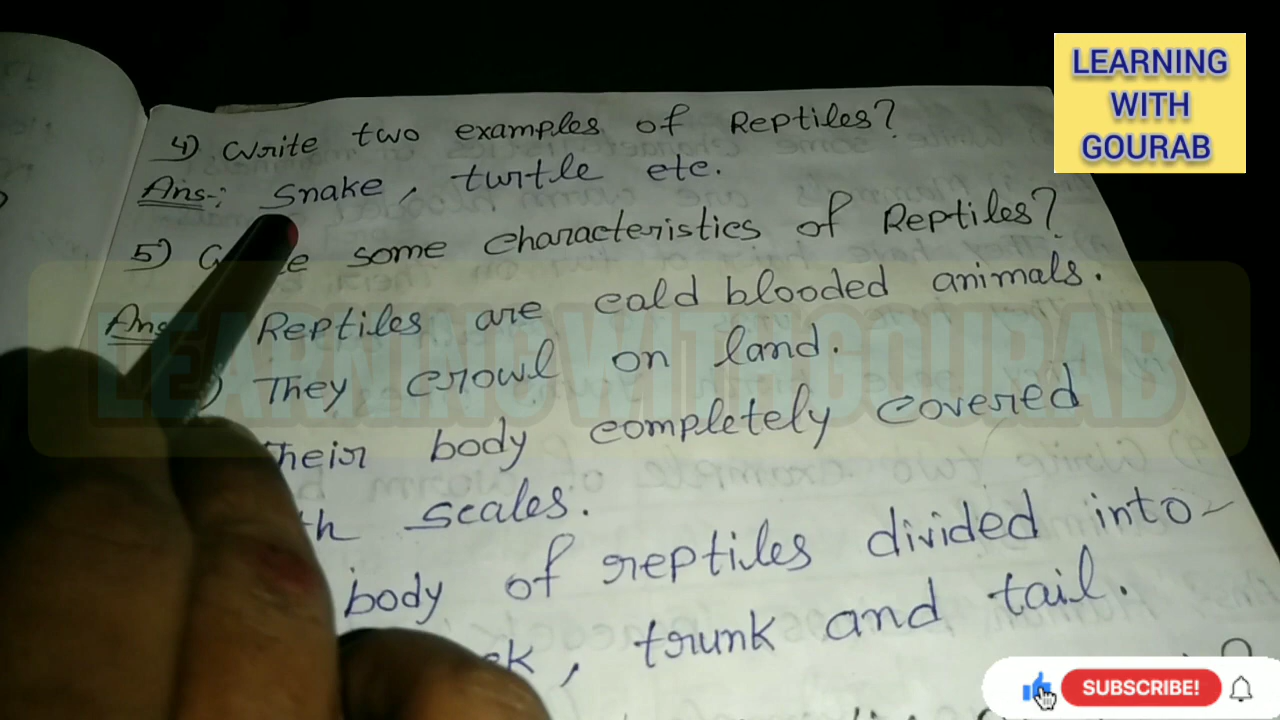 LEARNING
WITH
GOURAB
4) Write two examples of Reptiles?
Ans:- Snake, turtle etc.
5) some characteristics of Reptiles?
Ans Reptiles are cold blooded animals.
They crowl on land.
Their body completely covered
scales.
body of reptiles divided into-
, trunk and tail.
LEARNINGWITHGOURAB
SUBSCRIBE!